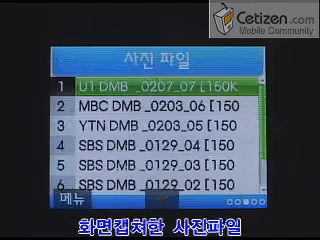 Cetizen.com
Mobile Community
사진 파일
1 U1 DMB _0207_07 [150K
2 MBC DMB _0203_06 [150
3 YTN DMB _0203_05 [150
4 SBS DMB _0129_04 [150
5 SBS DMB _0129_03 [150
6 SBS DMB _0129_02 [150
메뉴
화면캡쳐한 사진파일